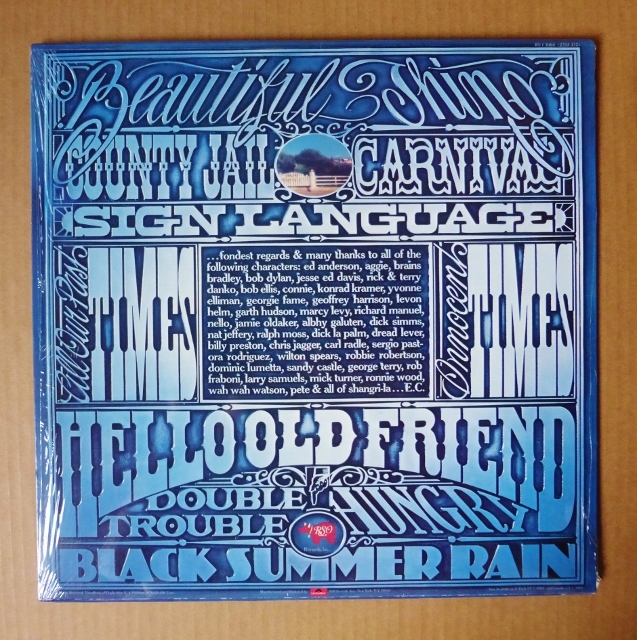 Beautiful Thing
COUNTY JAIL
CARNIVAL
SIGN LANGUAGE
All Our Past
TIMES
...fondest regards & many thanks to all of the
following characters: ed anderson, aggie, brains
bradley, bob dylan, jesse ed davis, rick & terry
danko, bob ellis, connie, konrad kramer, yvonne
elliman, georgie fame, geoffrey harrison, levon
helm, garth hudson, marcy levy, richard manuel,
nello, jamie oldaker, albhy galuten, dick simms,
nat jeffery, ralph moss, dick la palm, dread lever,
billy preston, chris jagger, carl radle, sergio past-
ora rodriguez, wilton spears, robbie robertson,
dominic lumetta, sandy castle, george terry, rob
fraboni, larry samuels, mick turner, ronnie wood,
wah wah watson, pete & all of shangri-la...E.C.
Innocent
TIMES
HELLO OLD FRIEND
DOUBLE
TROUBLE
HUNGRY
RSO
Records, Inc.
BLACK SUMMER RAIN